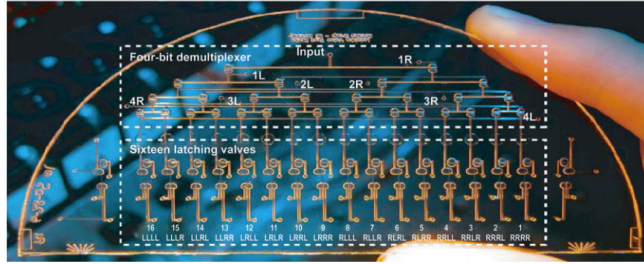 Input
Four-bit demultiplexer
1R
1L
2L
2R
4R
3L
3R
4L
Sixteen latching valves
16 15 14 13 12 11 10 9 8 7 6 5 4 3 2 1
LLLL LLLR LLRL LLRR LRLL LRLR LRRL LRRR RLLL RLLR RLRL RLRR RRLL RRLR RRRL RRRR